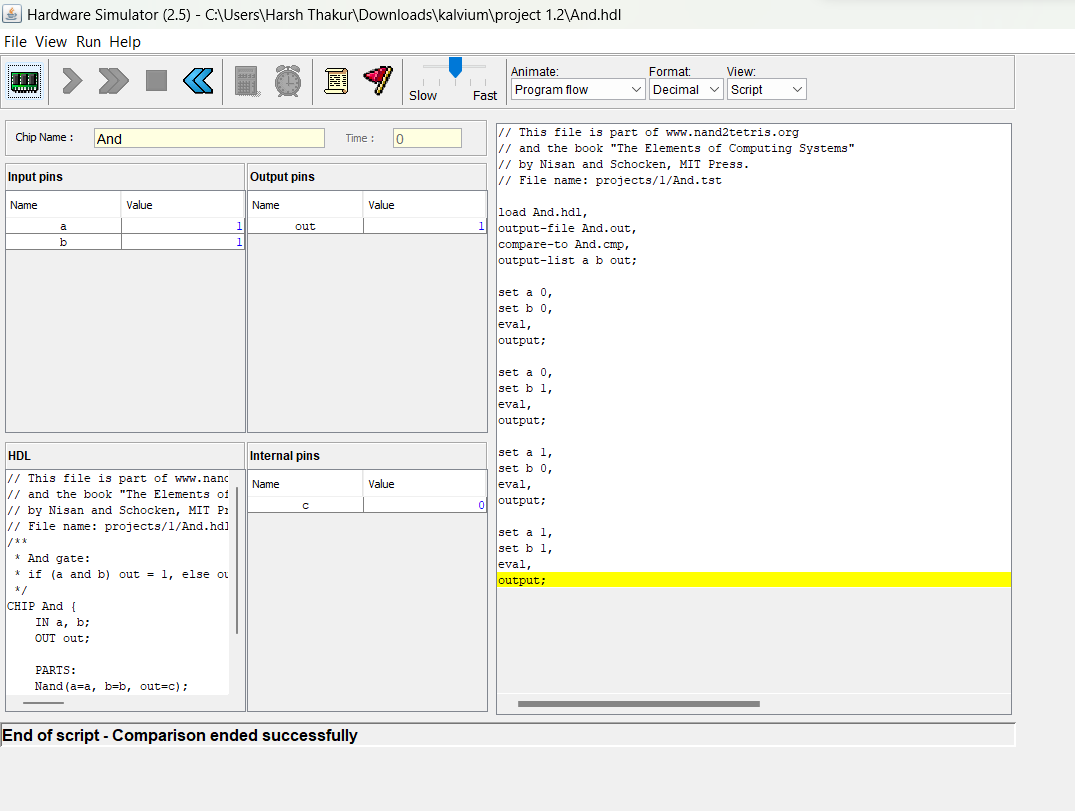 Hardware Simulator (2.5) - C:\Users\Harsh Thakur\Downloads\kalvium\project 1.2\And.hdl
File View Run Help
Slow Fast
Animate: Format: View:
Program flow Decimal Script
Chip Name : And Time : 0
Input pins
Name Value
a 1
b 1
Output pins
Name Value
out 1
HDL
// This file is part of www.nand
// and the book "The Elements of
// by Nisan and Schocken, MIT Pr
// File name: projects/1/And.hdl
/**
* And gate:
* if (a and b) out = 1, else ou
*/
CHIP And {
IN a, b;
OUT out;
PARTS:
Nand(a=a, b=b, out=c);
Internal pins
Name Value
c 0
// This file is part of www.nand2tetris.org
// and the book "The Elements of Computing Systems"
// by Nisan and Schocken, MIT Press.
// File name: projects/1/And.tst
load And.hdl,
output-file And.out,
compare-to And.cmp,
output-list a b out;
set a 0,
set b 0,
eval,
output;
set a 0,
set b 1,
eval,
output;
set a 1,
set b 0,
eval,
output;
set a 1,
set b 1,
eval,
output;
End of script - Comparison ended successfully